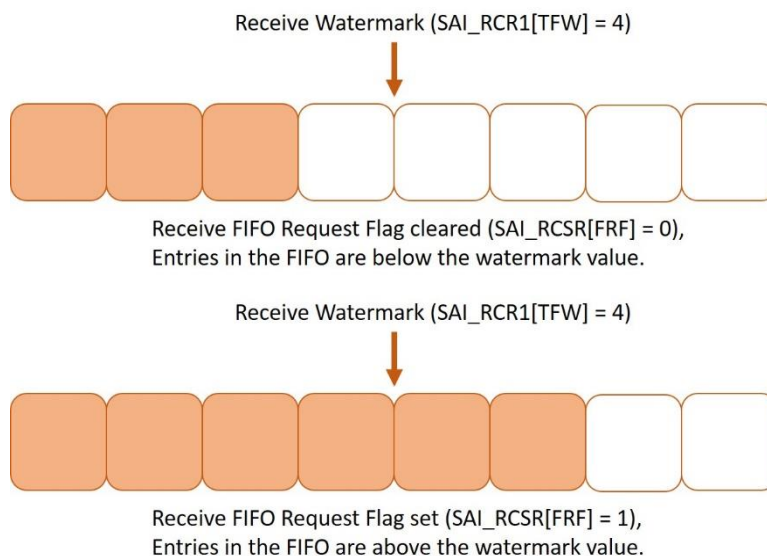 Receive Watermark (SAI_RCR1[TFW] = 4)
Receive FIFO Request Flag cleared (SAI_RCSR[FRF] = 0),
Entries in the FIFO are below the watermark value.
Receive Watermark (SAI_RCR1[TFW] = 4)
Receive FIFO Request Flag set (SAI_RCSR[FRF] = 1),
Entries in the FIFO are above the watermark value.